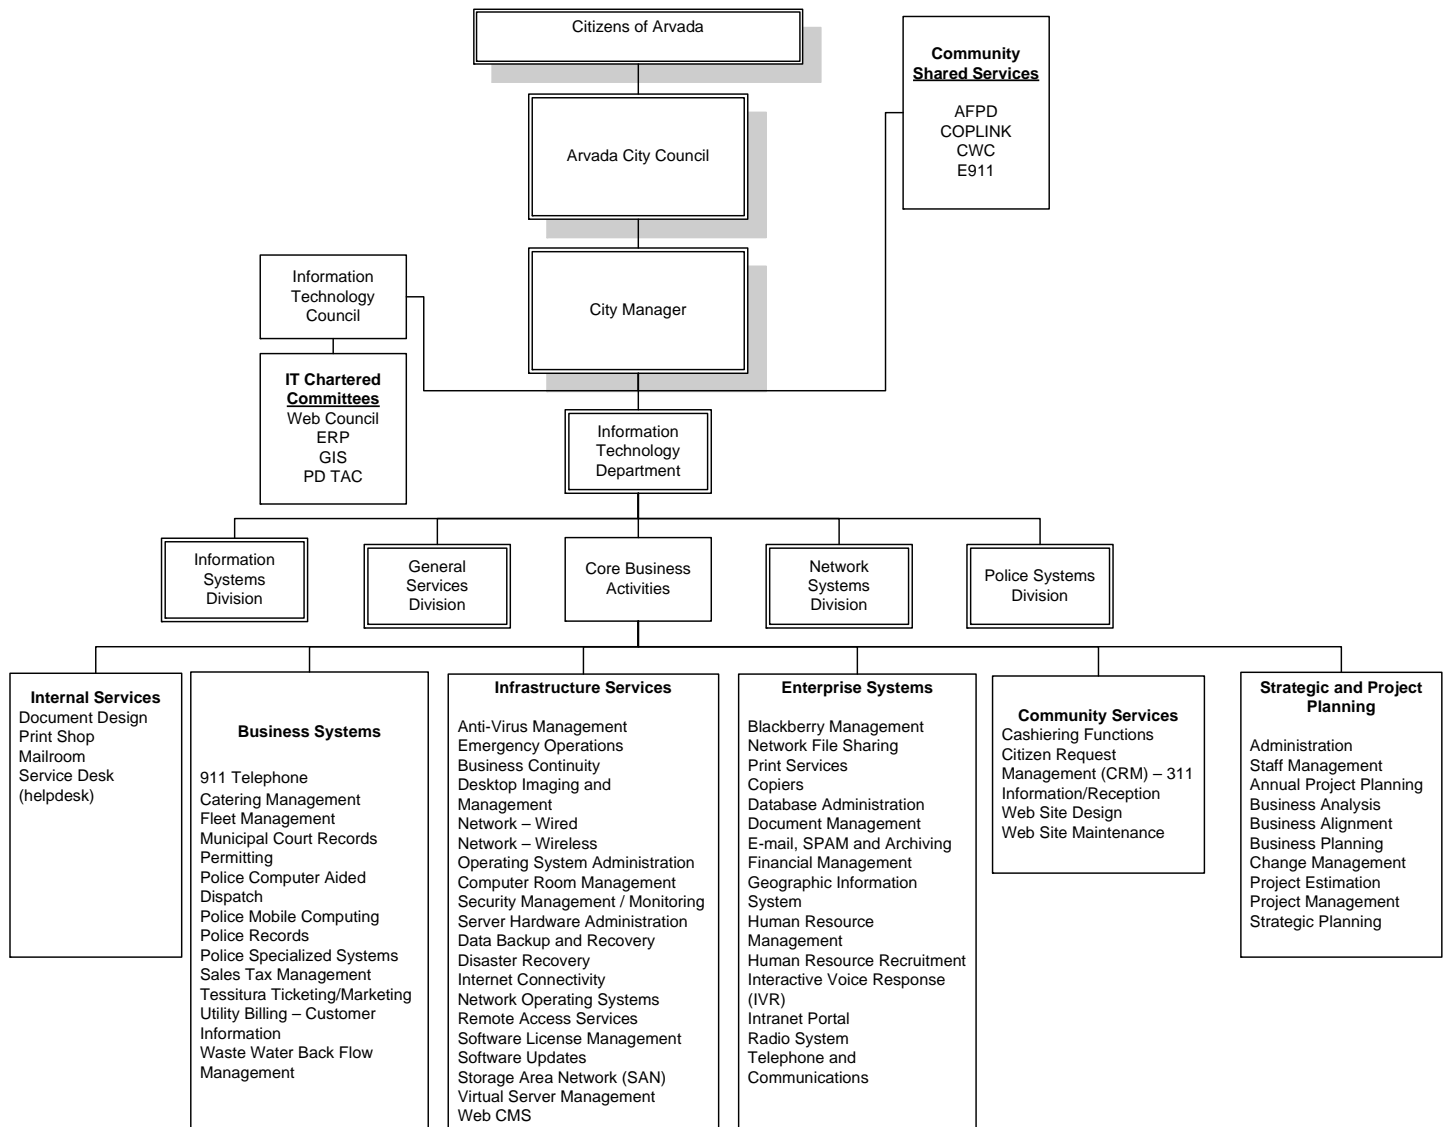 Citizens of Arvada
Community
Shared Services
AFPD
COPLINK
CWC
E911
Arvada City Council
Information
Technology
Council
City Manager
IT Chartered
Committees
Web Council
ERP
GIS
PD TAC
Information
Technology
Department
Information
Systems
Division
General
Services
Division
Core Business
Activities
Network
Systems
Division
Police Systems
Division
Internal Services
Document Design
Print Shop
Mailroom
Service Desk
(helpdesk)
Business Systems
911 Telephone
Catering Management
Fleet Management
Municipal Court Records
Permitting
Police Computer Aided
Dispatch
Police Mobile Computing
Police Records
Police Specialized Systems
Sales Tax Management
Tessitura Ticketing/Marketing
Utility Billing – Customer
Information
Waste Water Back Flow
Management
Infrastructure Services
Anti-Virus Management
Emergency Operations
Business Continuity
Desktop Imaging and
Management
Network – Wired
Network – Wireless
Operating System Administration
Computer Room Management
Security Management / Monitoring
Server Hardware Administration
Data Backup and Recovery
Disaster Recovery
Internet Connectivity
Network Operating Systems
Remote Access Services
Software License Management
Software Updates
Storage Area Network (SAN)
Virtual Server Management
Web CMS
Enterprise Systems
Blackberry Management
Network File Sharing
Print Services
Copiers
Database Administration
Document Management
E-mail, SPAM and Archiving
Financial Management
Geographic Information
System
Human Resource
Management
Human Resource Recruitment
Interactive Voice Response
(IVR)
Intranet Portal
Radio System
Telephone and
Communications
Community Services
Cashiering Functions
Citizen Request
Management (CRM) – 311
Information/Reception
Web Site Design
Web Site Maintenance
Strategic and Project
Planning
Administration
Staff Management
Annual Project Planning
Business Analysis
Business Alignment
Business Planning
Change Management
Project Estimation
Project Management
Strategic Planning